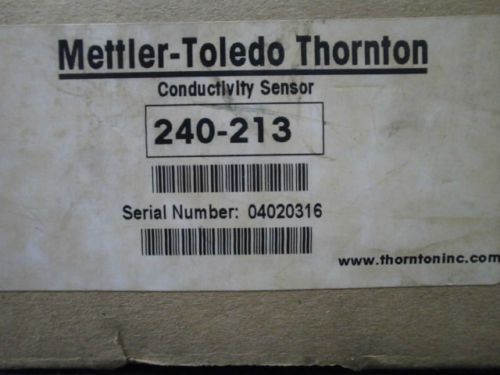 Mettler-Toledo Thornton
Conductivity Sensor
240-213
Serial Number: 04020316
www.thorntoninc.com